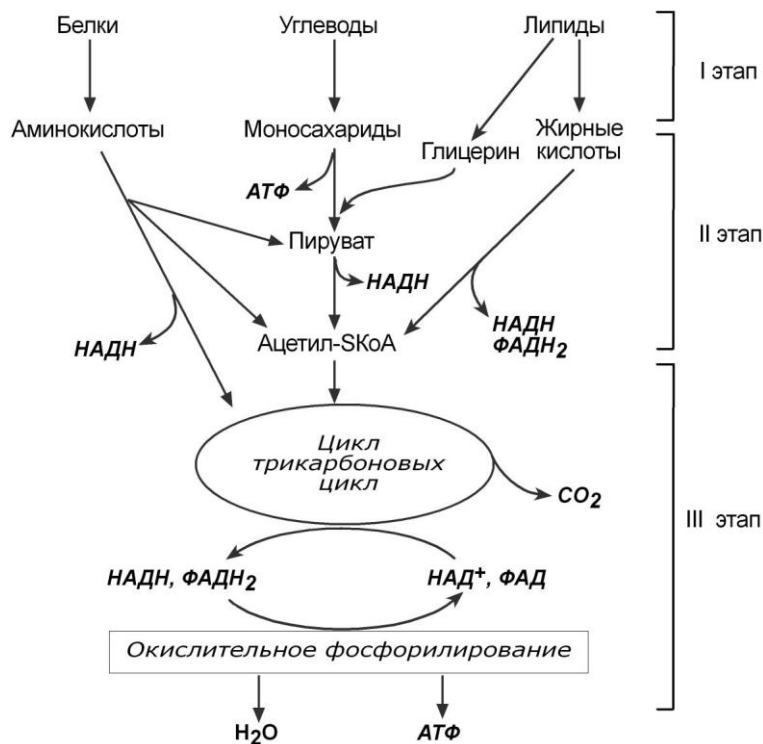 Белки
Углеводы
Липиды
I этап
Аминокислоты
Моносахариды
Глицерин
Жирные
кислоты
АТФ
II этап
Пируват
НАДН
НАДН
ФАДН2
НАДН
Ацетил-SКоА
Цикл
трикарбоновых
цикл
CO2
III этап
НАДН, ФАДН2
НАД+, ФАД
Окислительное фосфорилирование
H2O
АТФ